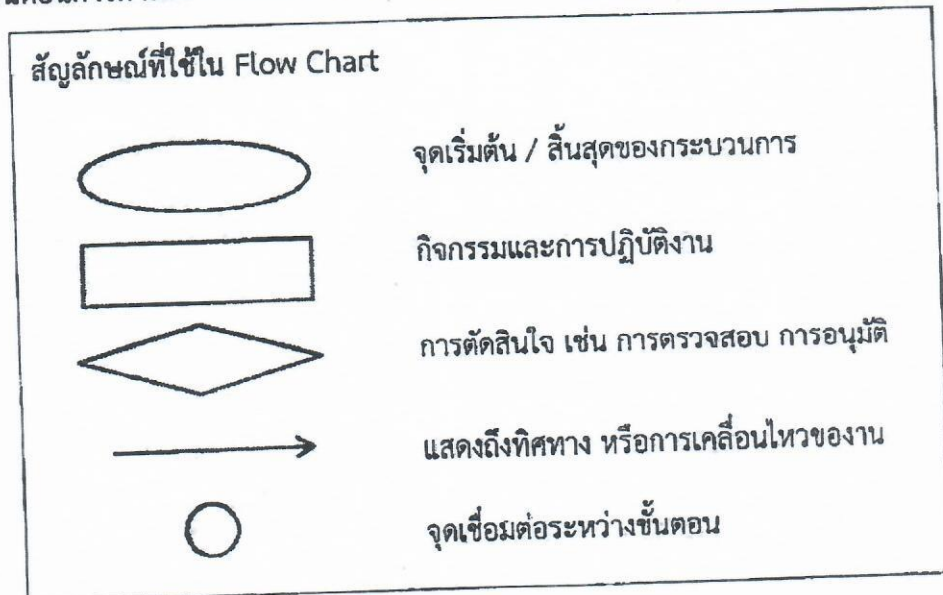 สัญลักษณ์ที่ใช้ใน Flow Chart
จุดเริ่มต้น / สิ้นสุดของกระบวนการ
กิจกรรมและการปฏิบัติงาน
การตัดสินใจ เช่น การตรวจสอบ การอนุมัติ
แสดงถึงทิศทาง หรือการเคลื่อนไหวของงาน
จุดเชื่อมต่อระหว่างขั้นตอน